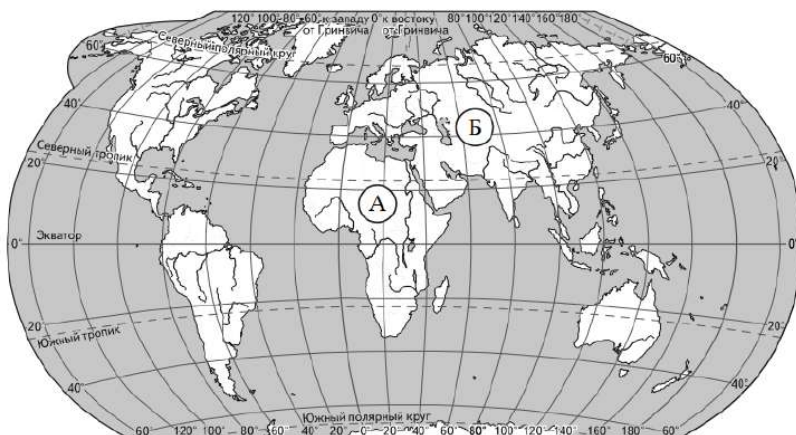 120°100°-80°-60° к западу 0° к востоку 80° 100° 120° 140° 160° 180°
от Гринвича от Гринвича
Северный полярный круг
60° 60°
40° 40°
Северный тропик
20° 20°
А
Б
Экватор
0° 0°
20° 20°
Южный тропик
40° 40°
Южный полярный круг
60° 120° 100° 80° 60° 40° 20° 0° 20° 40° 60° 80° 100° 120° 140° 60°